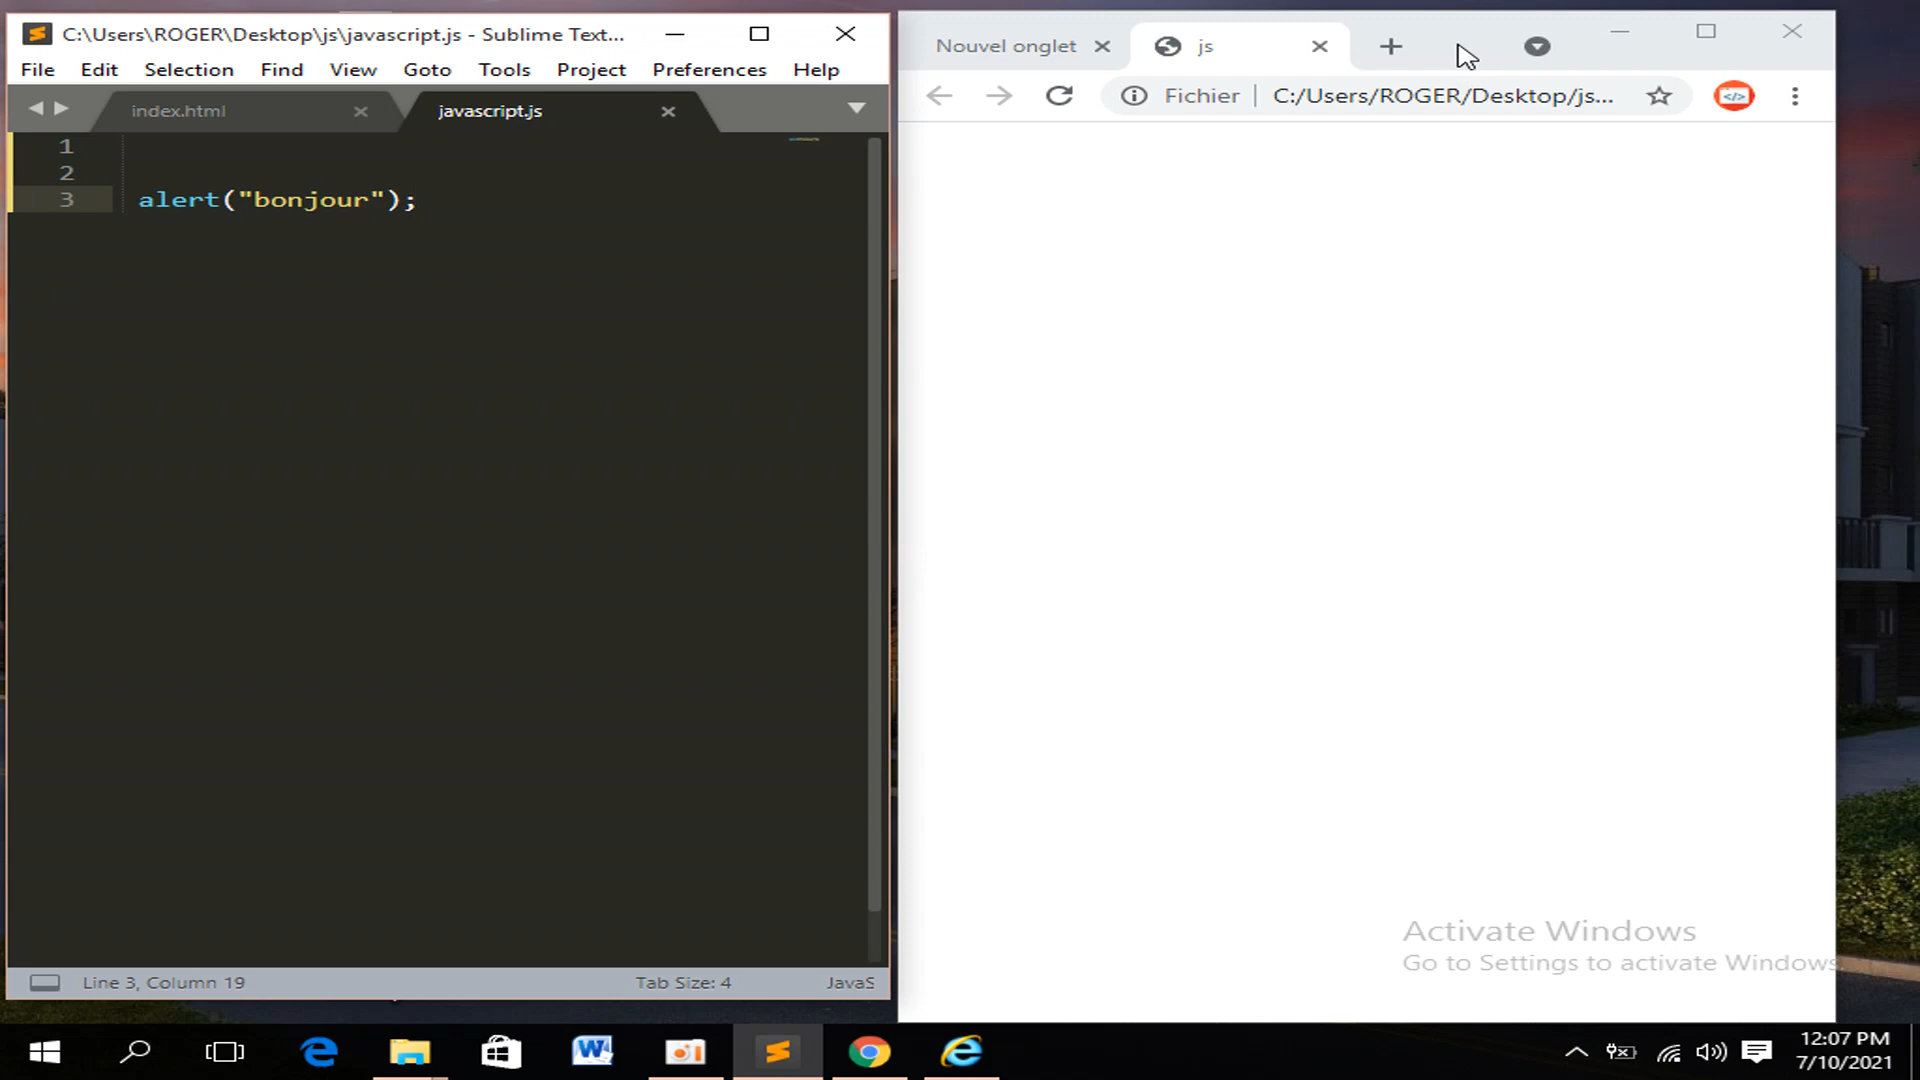 C:\Users\ROGER\Desktop\js\javascript.js - Sublime Text...
File Edit Selection Find View Goto Tools Project Preferences Help
index.html
javascript.js
1
2
3 alert("bonjour");
Line 3, Column 19
Tab Size: 4
JavaS
Nouvel onglet
js
Fichier
C:/Users/ROGER/Desktop/js...
</>
Activate Windows
Go to Settings to activate Windows.
12:07 PM
7/10/2021